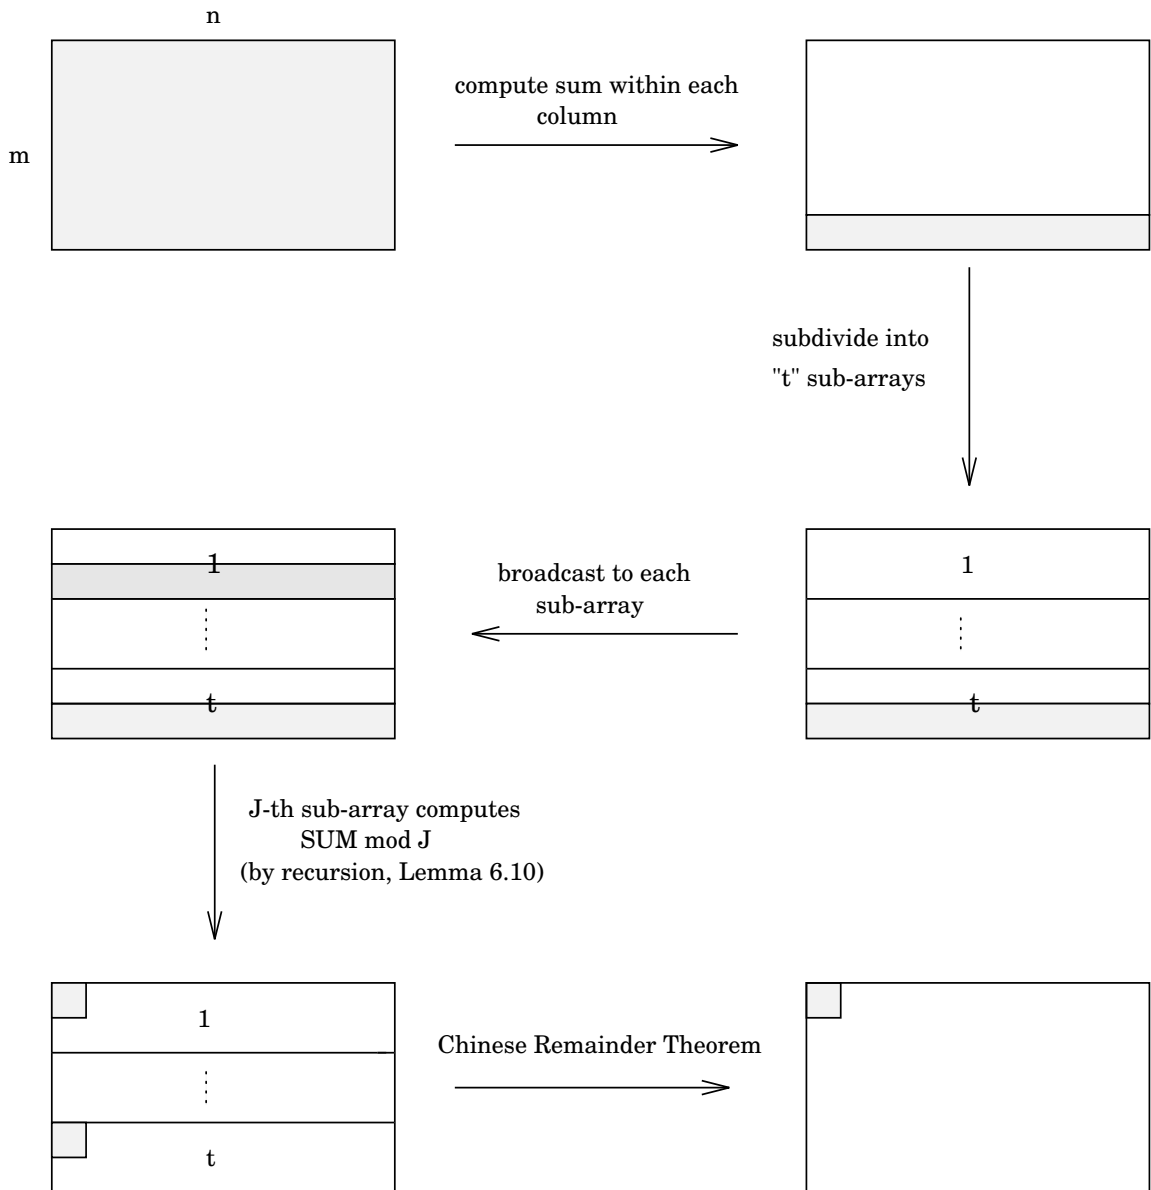 n
m
compute sum within each
column
subdivide into
"t" sub-arrays
1
t
broadcast to each
sub-array
1
t
J-th sub-array computes
SUM mod J
(by recursion, Lemma 6.10)
1
t
Chinese Remainder Theorem